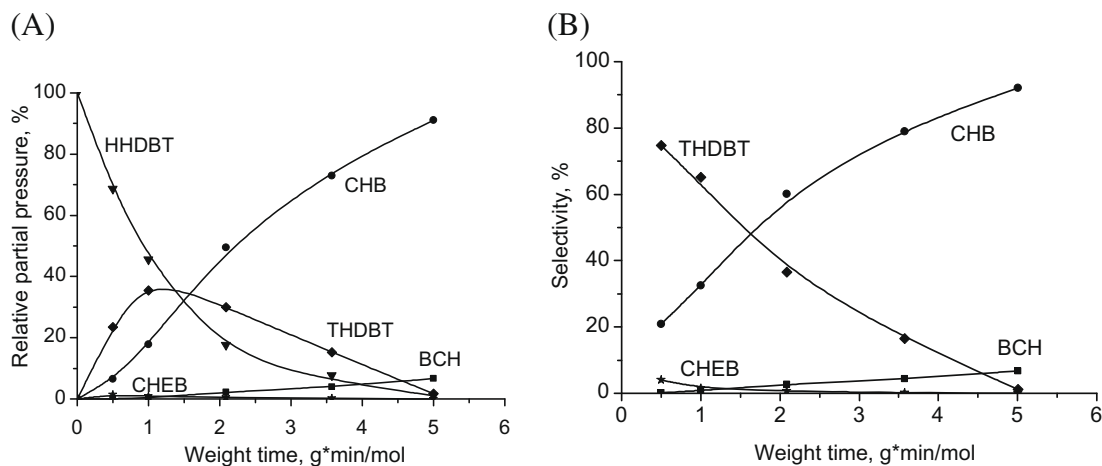 (A)
(B)
100
80
60
40
20
0
Relative partial pressure, %
HHDBT
CHB
THDBT
BCH
CHEB
0 1 2 3 4 5 6
Weight time, g*min/mol
100
80
60
40
20
0
Selectivity, %
THDBT
CHB
CHEB
BCH
0 1 2 3 4 5 6
Weight time, g*min/mol